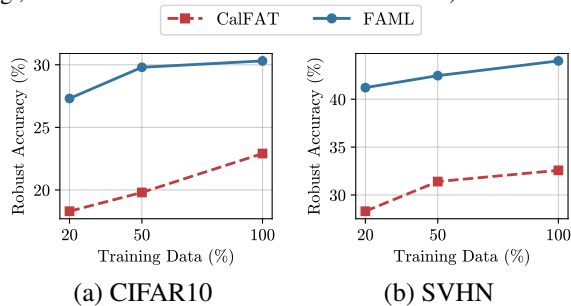 CalFAT FAML
Robust Accuracy (%)
30
25
20
20 50 100
Training Data (%)
(a) CIFAR10
Robust Accuracy (%)
40
35
30
20 50 100
Training Data (%)
(b) SVHN